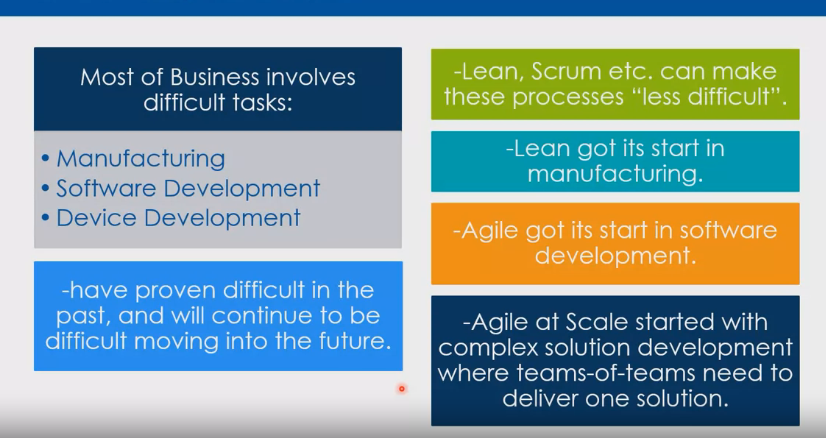 Most of Business involves
difficult tasks:
• Manufacturing
• Software Development
• Device Development
-have proven difficult in the
past, and will continue to be
difficult moving into the future.
-Lean, Scrum etc. can make
these processes “less difficult”.
-Lean got its start in
manufacturing.
-Agile got its start in software
development.
-Agile at Scale started with
complex solution development
where teams-of-teams need to
deliver one solution.